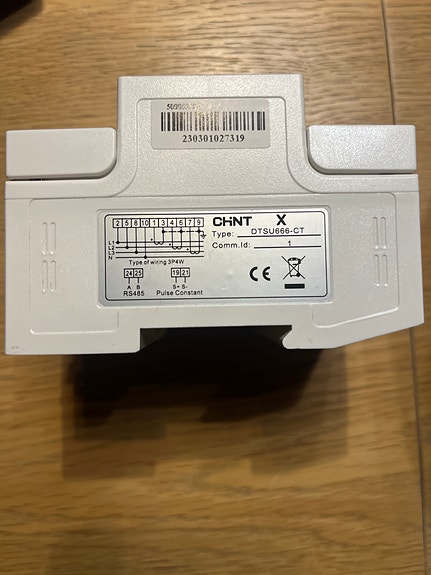 230301027319
2 5 8 10 1 3 4 6 7 9
CHNT X
Type: DTSU666-CT
Comm.Id: 1
L1
L2
L3
N
Type of wiring 3P4W
24 25 19 21
A B S+ S-
RS485 Pulse Constant
CE